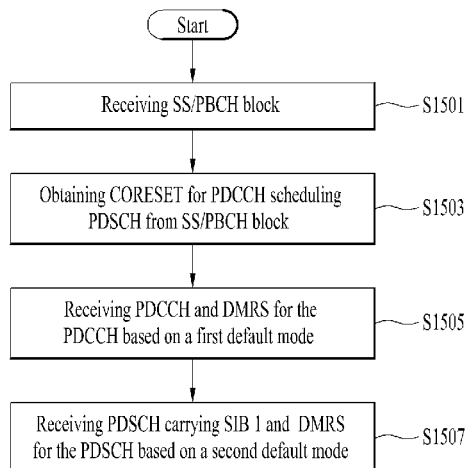 Start
Receiving SS/PBCH block
S1501
Obtaining CORESET for PDCCH scheduling
PDSCH from SS/PBCH block
S1503
Receiving PDCCH and DMRS for the
PDCCH based on a first default mode
S1505
Receiving PDSCH carrying SIB 1 and DMRS
for the PDSCH based on a second default mode
S1507